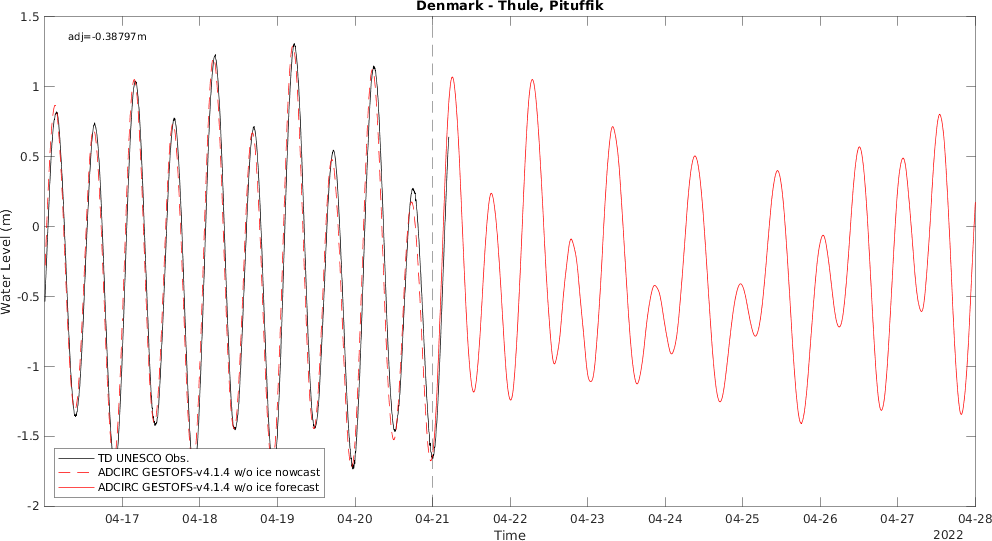 Denmark - Thule, Pituffik
adj=-0.38797m
1.5
1
0.5
0
-0.5
-1
-1.5
-2
Water Level (m)
TD UNESCO Obs.
ADCIRC GESTOFS-v4.1.4 w/o ice nowcast
ADCIRC GESTOFS-v4.1.4 w/o ice forecast
04-17 04-18 04-19 04-20 04-21 04-22 04-23 04-24 04-25 04-26 04-27 04-28
Time
2022